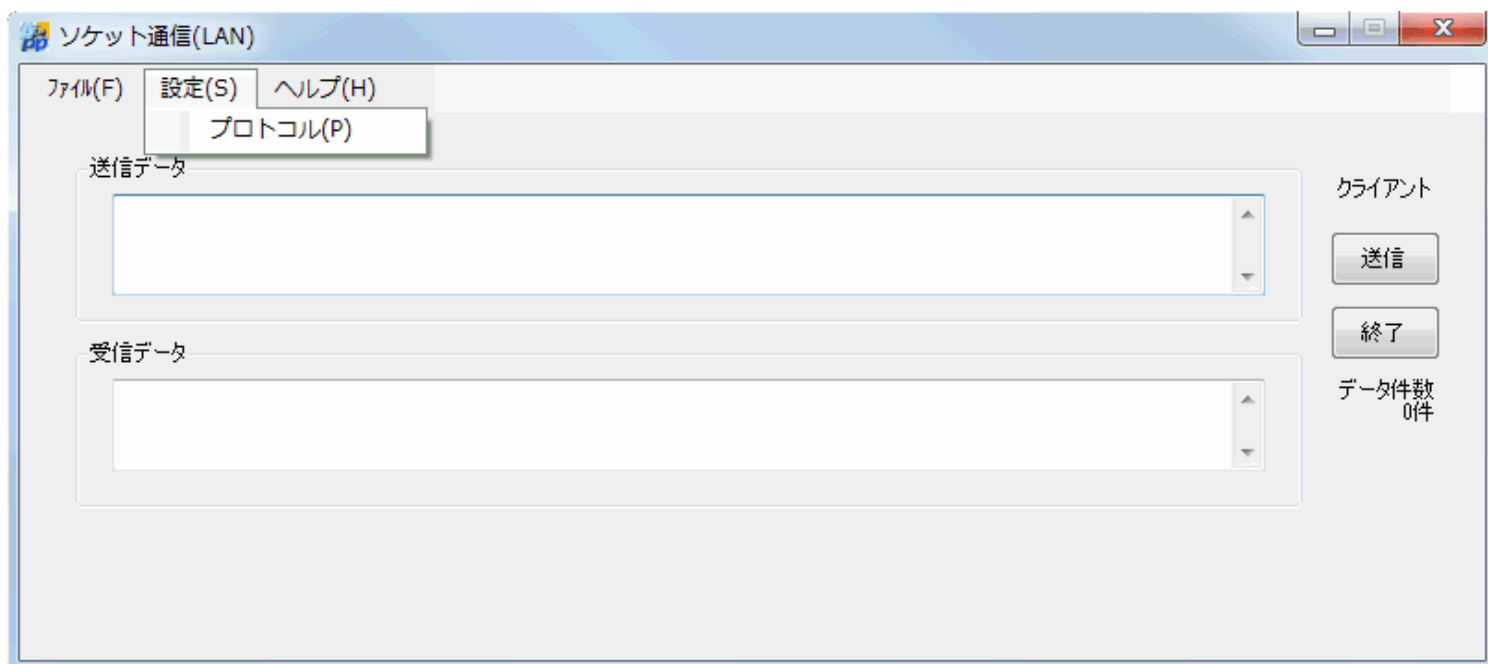 ソケット通信(LAN)
ファイル(F) 設定(S) ヘルプ(H)
プロトコル(P)
送信データ
クライアント
送信
終了
受信データ
データ件数
0件